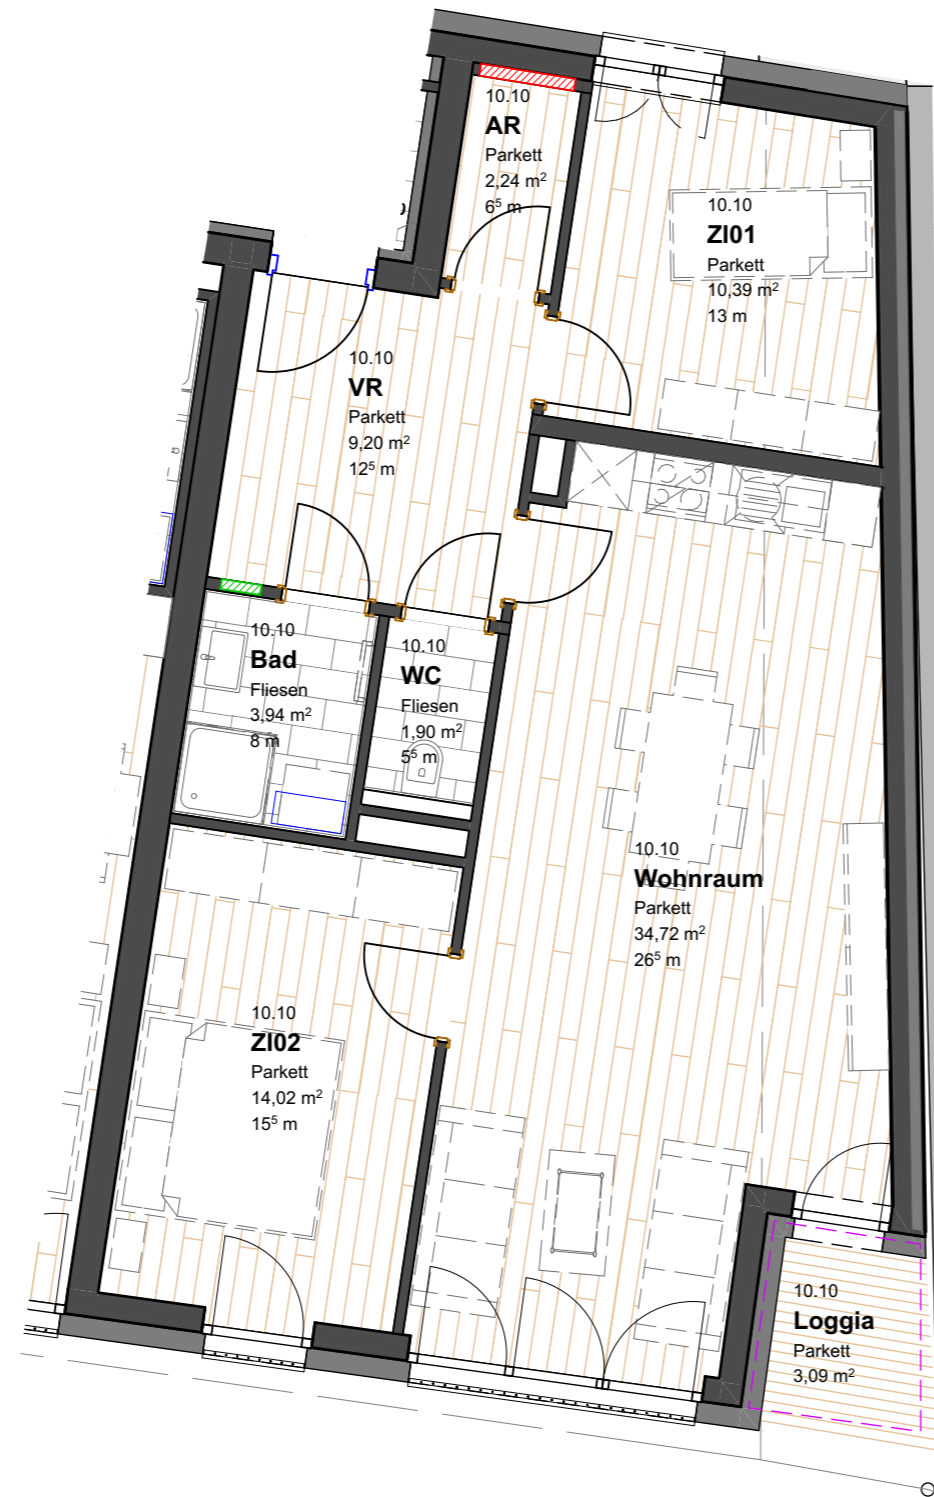 10.10
AR
Parkett
2,24 m²
6⁵ m
10.10
ZI01
Parkett
10,39 m²
13 m
10.10
VR
Parkett
9,20 m²
12⁵ m
10.10
Bad
Fliesen
3,94 m²
8 m
10.10
WC
Fliesen
1,90 m²
5⁵ m
10.10
Wohnraum
Parkett
34,72 m²
26⁵ m
10.10
ZI02
Parkett
14,02 m²
15⁵ m
10.10
Loggia
Parkett
3,09 m²